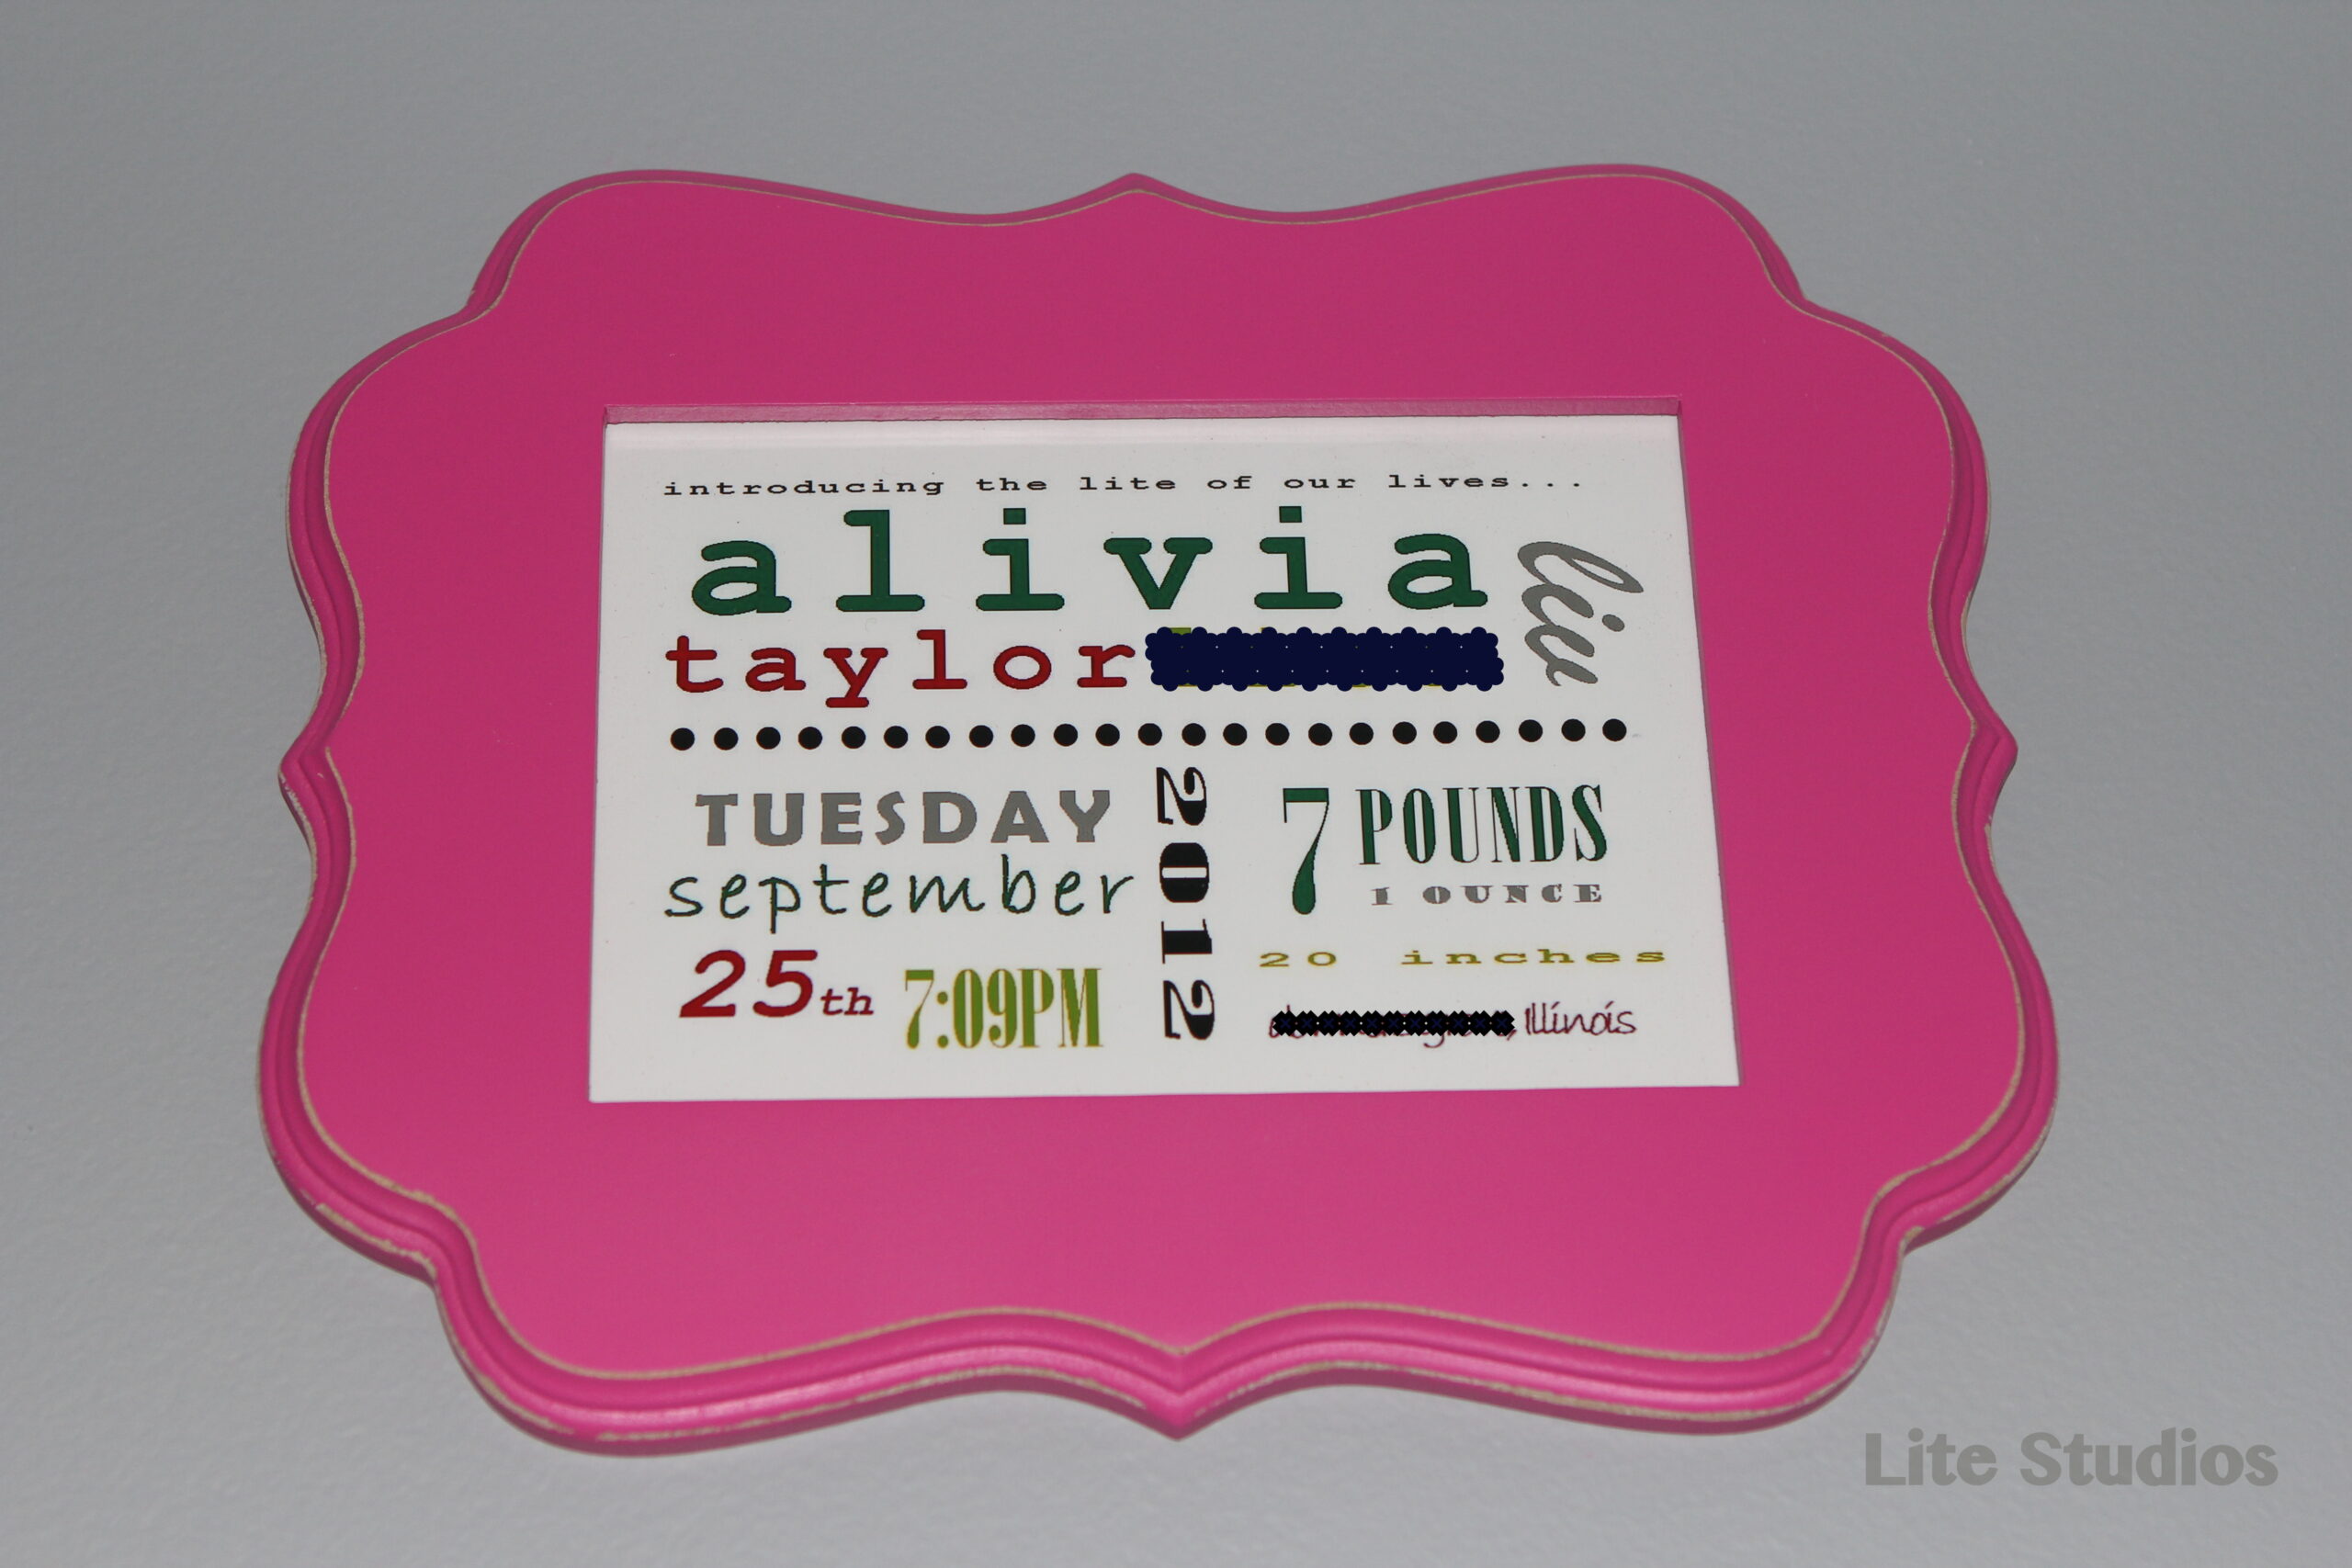 introducing the lite of our lives...
alivia
liv
taylor
TUESDAY
september
25th 7:09PM
2012
7 POUNDS
1 OUNCE
20 inches
, Illinois
Lite Studios